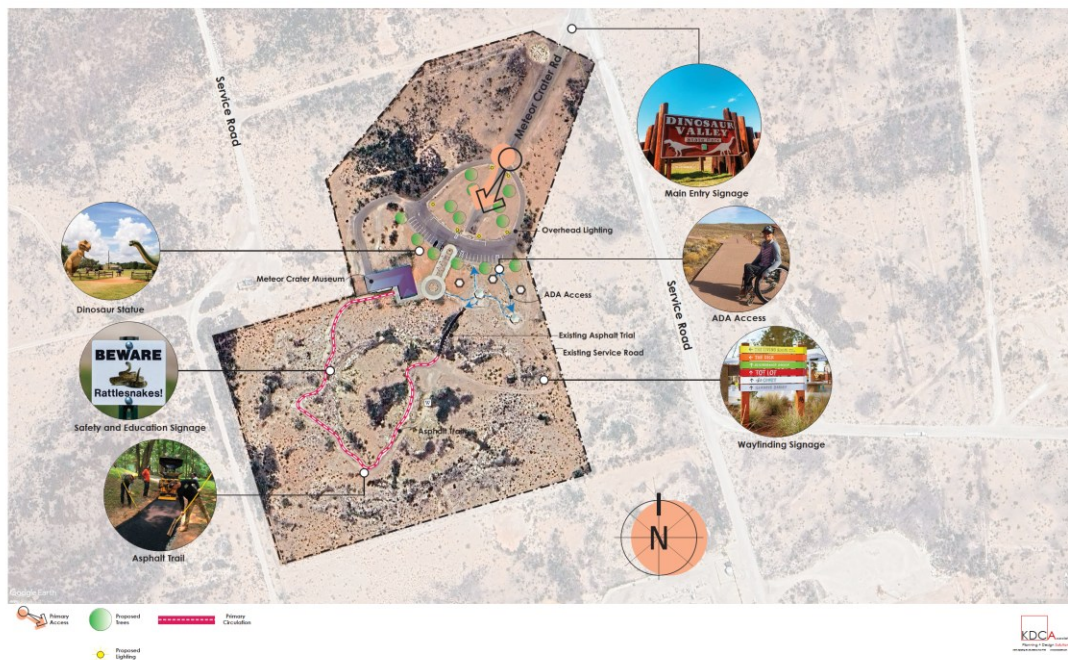 Service Road
Meteor Crater Rd
DINOSAUR
VALLEY
Main Entry Signage
Overhead Lighting
Meteor Crater Museum
Dinosaur Statue
ADA Access
ADA Access
Service Road
Existing Asphalt Trial
Existing Service Road
BEWARE
Rattlesnakes!
Safety and Education Signage
TOT LOT
Wayfinding Signage
Asphalt Trail
Asphalt Trail
N
Google Earth
Primary
Access
Proposed
Trees
Primary
Circulation
Proposed
Lighting
KDCA
Planning + Design